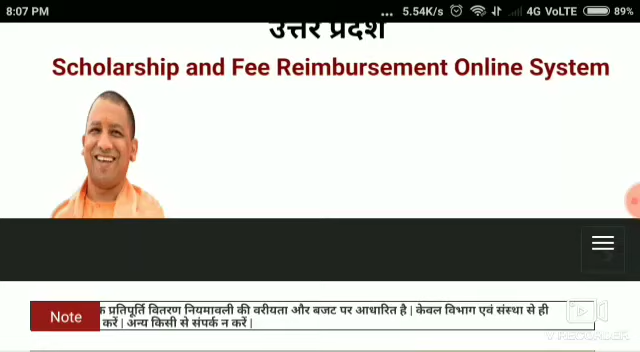 8:07 PM ... 5.54K/s 4G VoLTE 89%
उत्तर प्रदेश
Scholarship and Fee Reimbursement Online System
Note
प्रतिपूर्ति वितरण नियमावली की वरीयता और बजट पर आधारित है | केवल विभाग एवं संस्था से ही
करें | अन्य किसी से संपर्क न करें |
V RECORDER